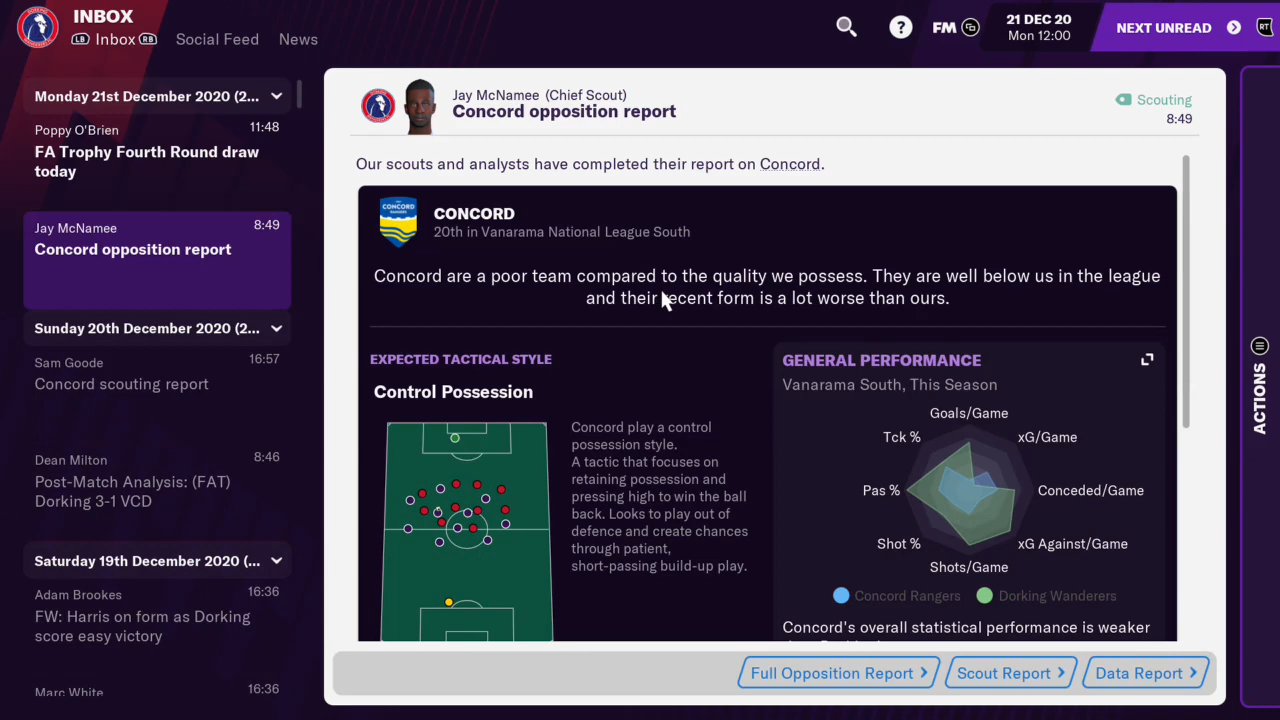 INBOX
LB Inbox RB Social Feed News
FM
21 DEC 20
Mon 12:00
NEXT UNREAD
RT
Monday 21st December 2020 (2...
Poppy O'Brien 11:48
FA Trophy Fourth Round draw
today
Jay McNamee 8:49
Concord opposition report
Sunday 20th December 2020 (2...
Sam Goode 16:57
Concord scouting report
Dean Milton 8:46
Post-Match Analysis: (FAT)
Dorking 3-1 VCD
Saturday 19th December 2020 (...
Adam Brookes 16:36
FW: Harris on form as Dorking
score easy victory
Marc White 16:36
Jay McNamee (Chief Scout)
Concord opposition report
Scouting
8:49
Our scouts and analysts have completed their report on Concord.
CONCORD
CONCORD
20th in Vanarama National League South
Concord are a poor team compared to the quality we possess. They are well below us in the league
and their recent form is a lot worse than ours.
EXPECTED TACTICAL STYLE
Control Possession
Concord play a control
possession style.
A tactic that focuses on
retaining possession and
pressing high to win the ball
back. Looks to play out of
defence and create chances
through patient,
short-passing build-up play.
GENERAL PERFORMANCE
Vanarama South, This Season
Goals/Game
Tck %
xG/Game
Pas %
Conceded/Game
Shot %
xG Against/Game
Shots/Game
Concord Rangers
Dorking Wanderers
Concord's overall statistical performance is weaker
Full Opposition Report
Scout Report
Data Report
ACTIONS